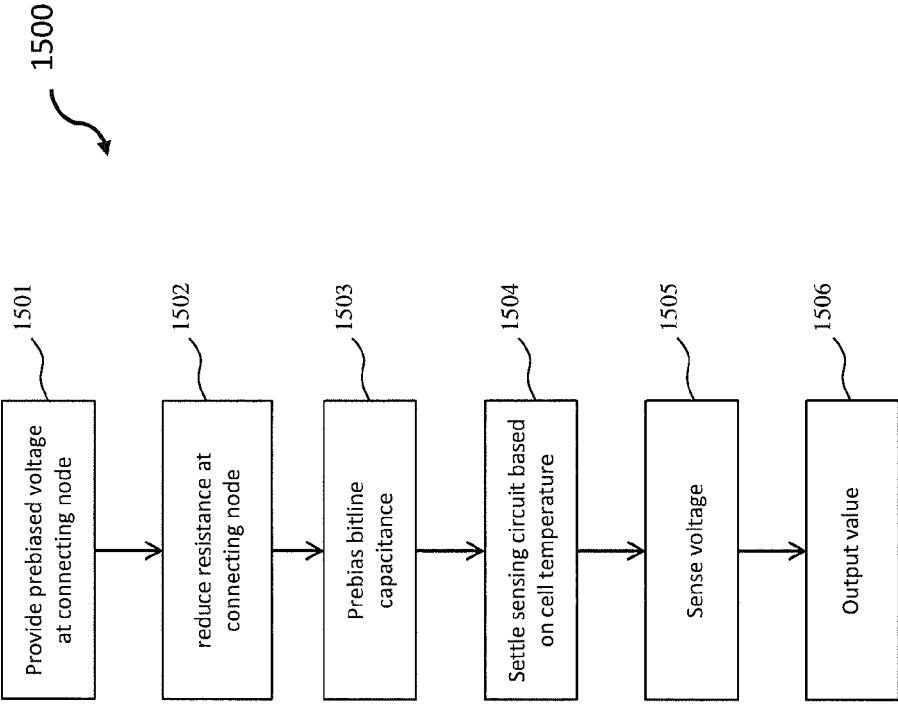 1500
Provide prebiased voltage
at connecting node
1501
reduce resistance at
connecting node
1502
Prebias bitline
capacitance
1503
Settle sensing circuit based
on cell temperature
1504
Sense voltage
1505
Output value
1506